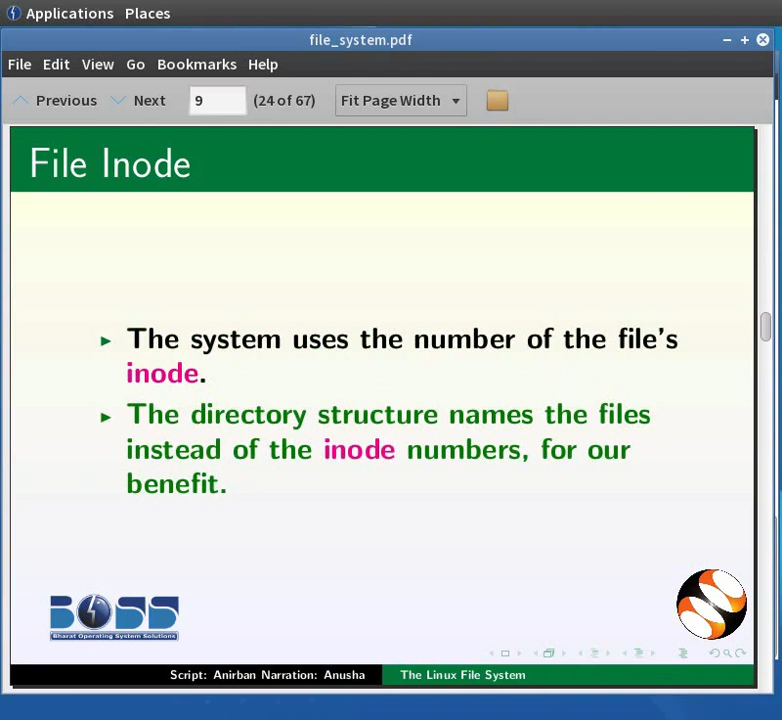 Applications Places
file_system.pdf
File Edit View Go Bookmarks Help
Previous Next 9 (24 of 67) Fit Page Width
File Inode
The system uses the number of the file's
inode.
The directory structure names the files
instead of the inode numbers, for our
benefit.
BOSS
Bharat Operating System Solutions
Script: Anirban Narration: Anusha The Linux File System